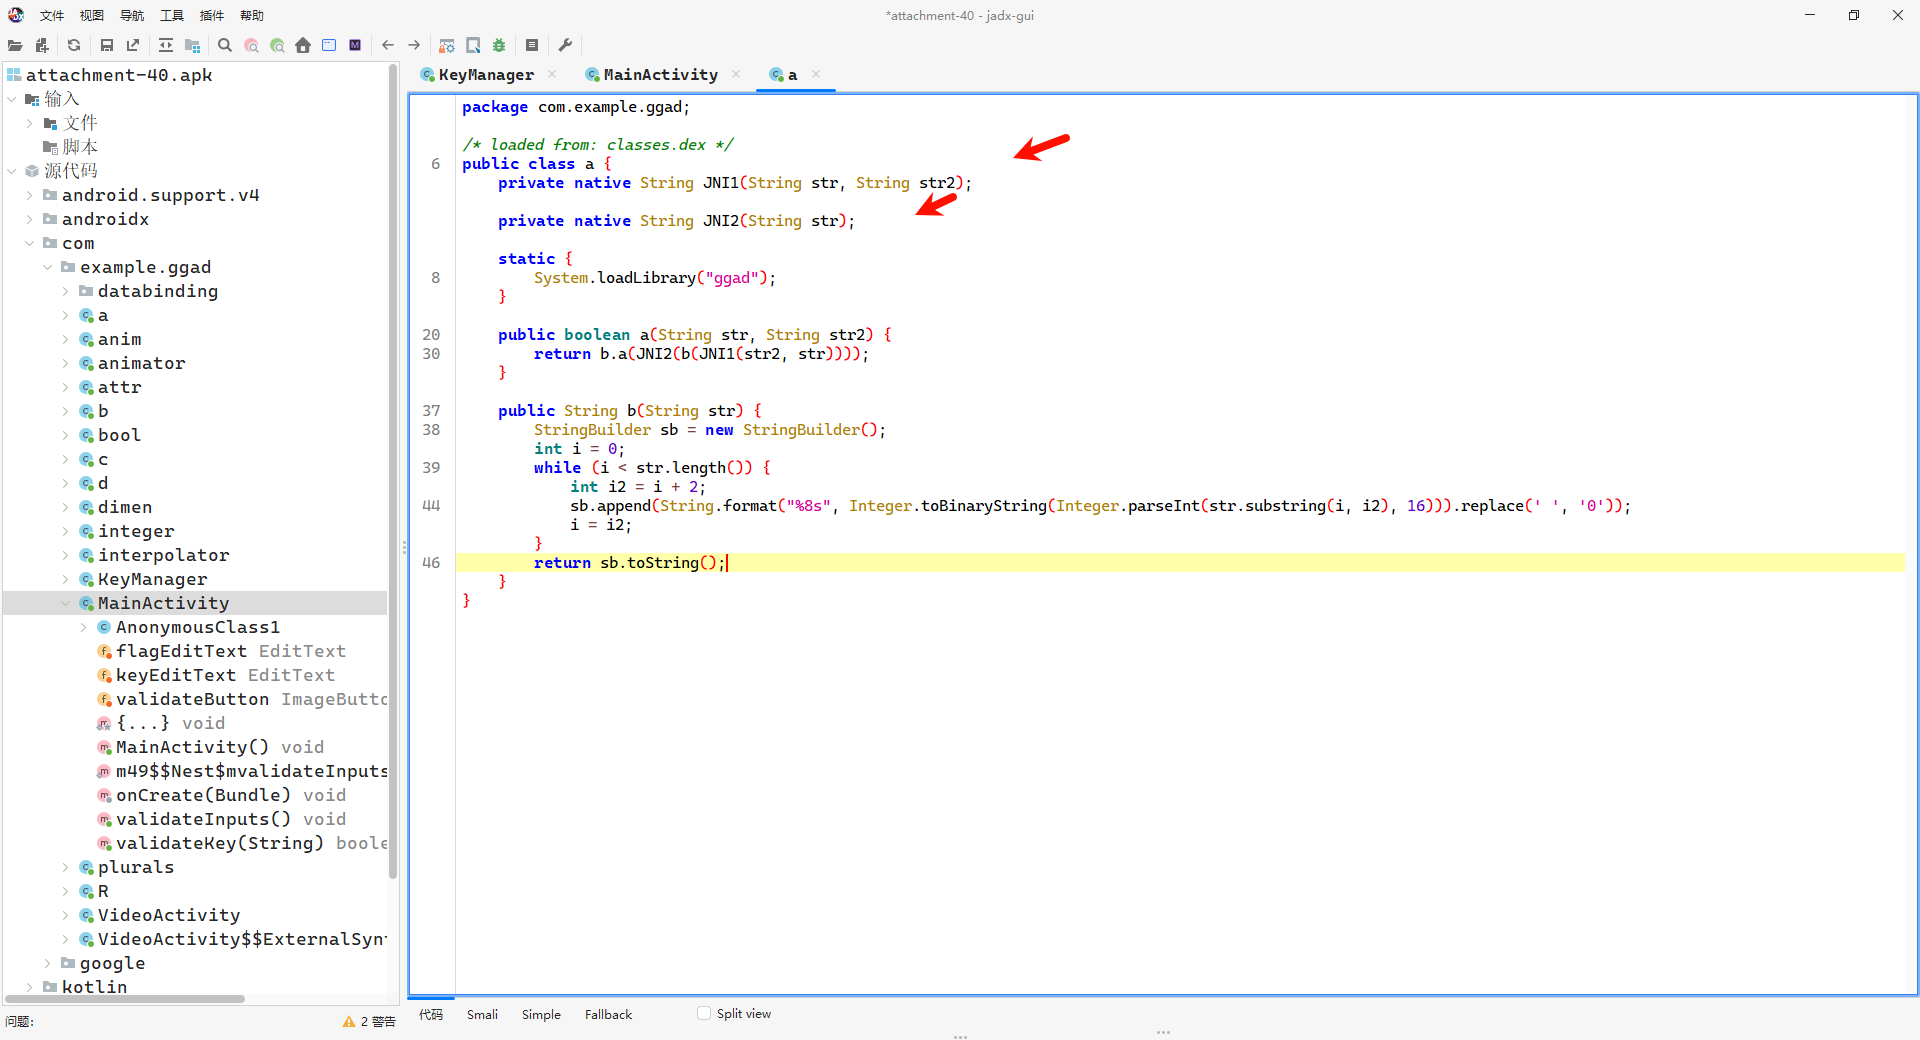 文件 视图 导航 工具 插件 帮助
*attachment-40 - jadx-gui
attachment-40.apk
输入
文件
脚本
源代码
android.support.v4
androidx
com
example.ggad
databinding
a
anim
animator
attr
b
bool
c
d
dimen
integer
interpolator
KeyManager
MainActivity
AnonymousClass1
flagEditText EditText
keyEditText EditText
validateButton ImageButto
{...} void
MainActivity() void
m49$$Nest$mvalidateInputs
onCreate(Bundle) void
validateInputs() void
validateKey(String) boole
plurals
R
VideoActivity
VideoActivity$$ExternalSyn
google
kotlin
问题:
2 警告
KeyManager MainActivity a
package com.example.ggad;
/* loaded from: classes.dex */
6 public class a {
private native String JNI1(String str, String str2);
private native String JNI2(String str);
static {
8 System.loadLibrary("ggad");
}
20 public boolean a(String str, String str2) {
30 return b.a(JNI2(b(JNI1(str2, str))));
}
37 public String b(String str) {
38 StringBuilder sb = new StringBuilder();
int i = 0;
39 while (i < str.length()) {
int i2 = i + 2;
44 sb.append(String.format("%8s", Integer.toBinaryString(Integer.parseInt(str.substring(i, i2), 16))).replace(' ', '0'));
i = i2;
}
46 return sb.toString();
}
}
代码 Smali Simple Fallback Split view